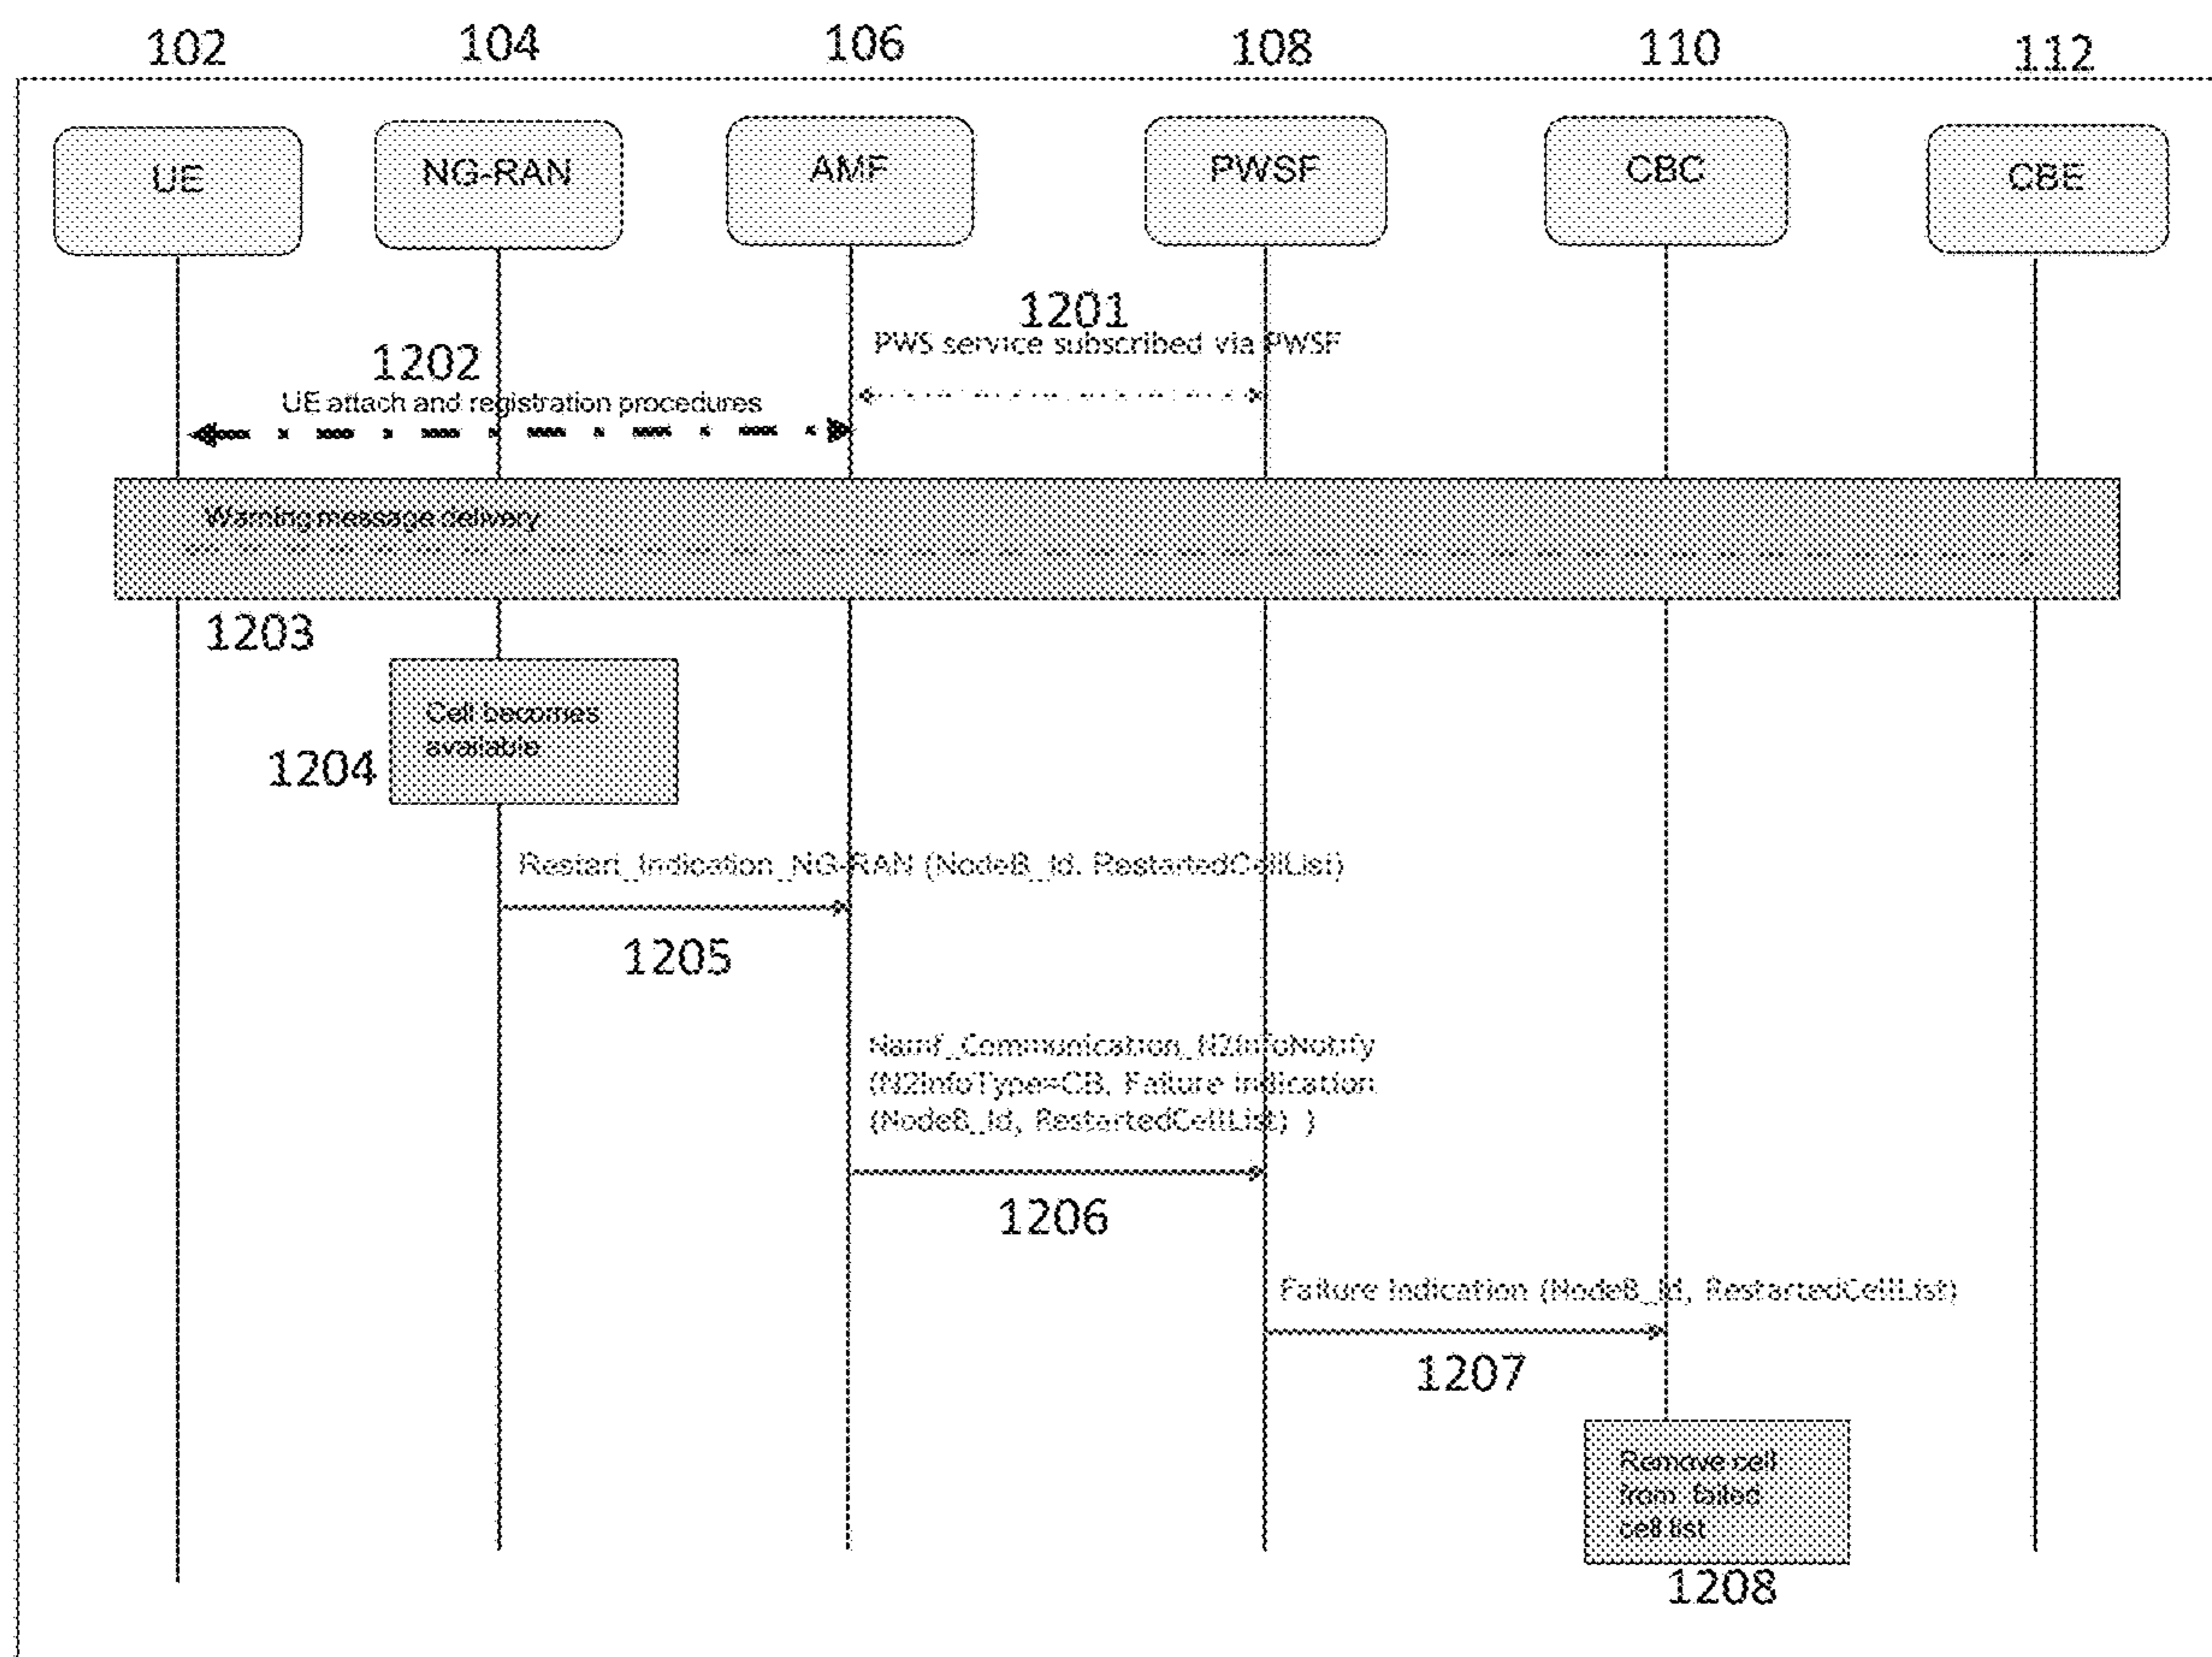 102 104 106 108 110 112
UE NG-RAN AMF PWSF CBC CBE
1201
PWS service subscribed via PWSF
1202
UE attach and registration procedures
Warning message delivery
1203
Cell becomes
available
1204
Restart_Indication_NG-RAN (NodeB_Id, RestartedCellList)
1205
Namf_Communication_N2InfoNotify
(N2InfoType=CB, Failure Indication
(NodeB_Id, RestartedCellList) )
1206
Failure Indication (NodeB_Id, RestartedCellList)
1207
Remove cell
from failed
cell list
1208